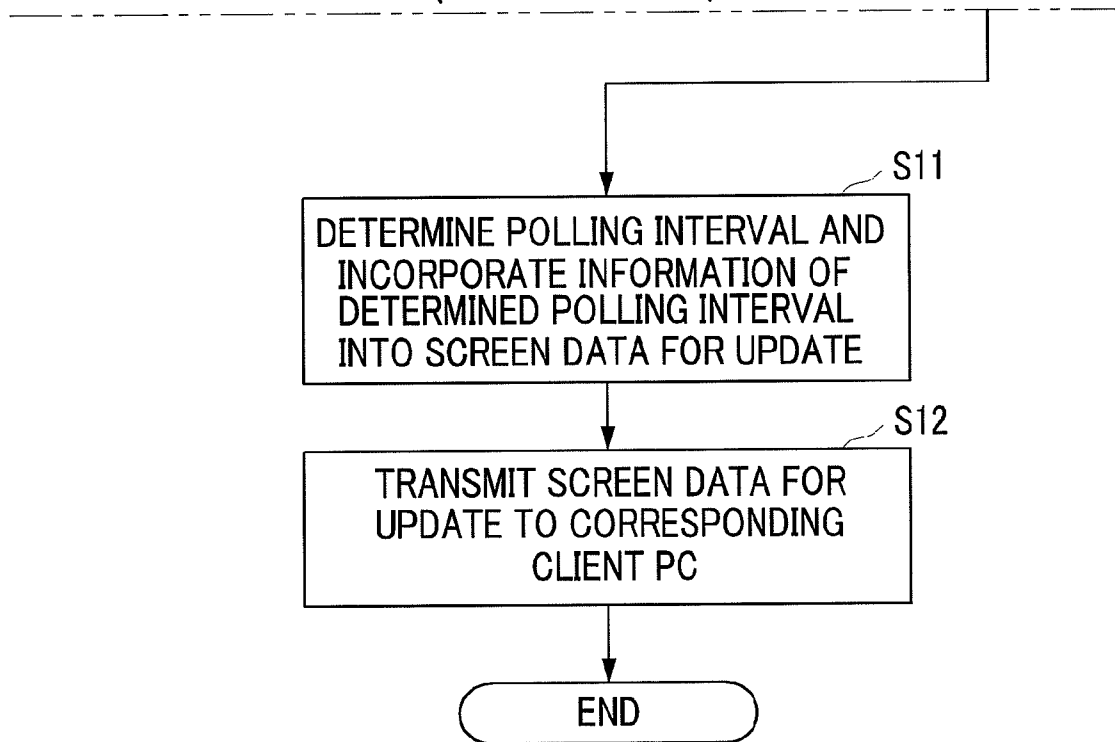 S11
DETERMINE POLLING INTERVAL AND
INCORPORATE INFORMATION OF
DETERMINED POLLING INTERVAL
INTO SCREEN DATA FOR UPDATE
S12
TRANSMIT SCREEN DATA FOR
UPDATE TO CORRESPONDING
CLIENT PC
END